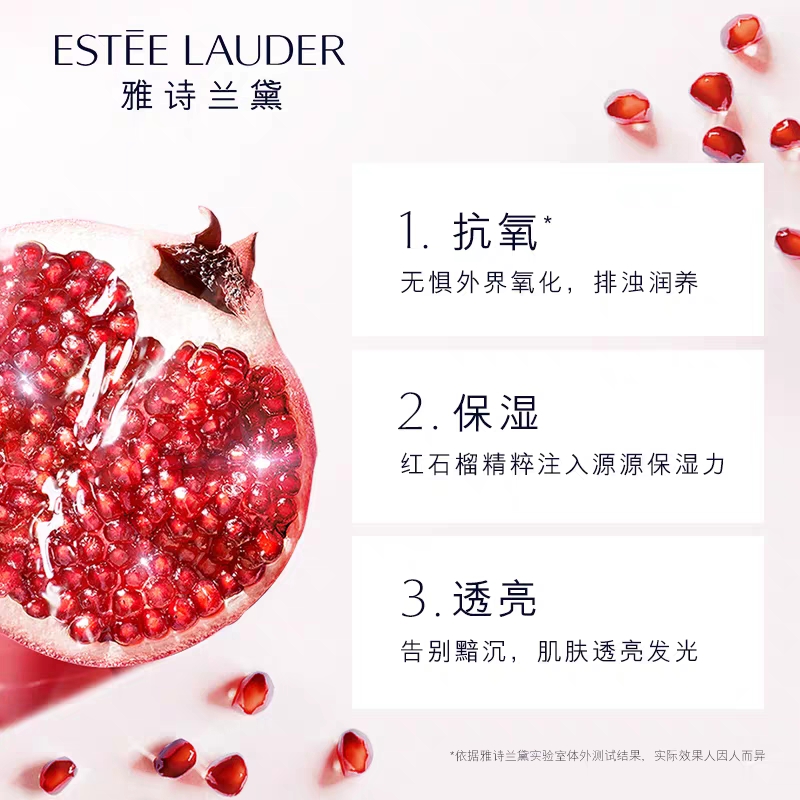 ESTĒE LAUDER
雅诗兰黛
1. 抗氧*
无惧外界氧化，排浊润养
2. 保湿
红石榴精粹注入源源保湿力
3. 透亮
告别黯沉，肌肤透亮发光
*依据雅诗兰黛实验室体外测试结果，实际效果人因人而异